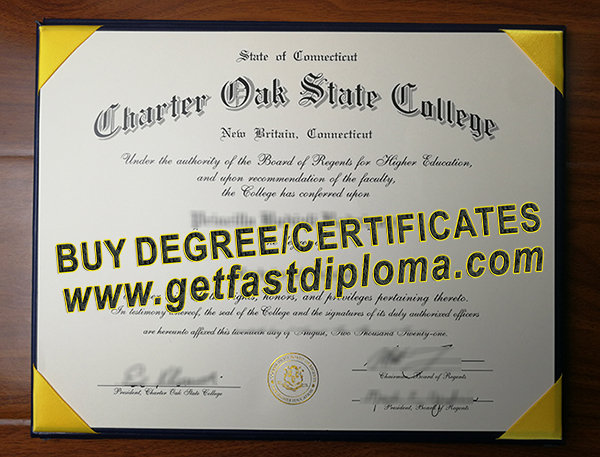 State of Connecticut
Charter Oak State College
New Britain, Connecticut
Under the authority of the Board of Regents for Higher Education,
and upon recommendation of the faculty,
the College has conferred upon
BUY DEGREE/CERTIFICATES
www.getfastdiploma.com
rights, honors, and privileges pertaining thereto.
In testimony whereof, the seal of the College and the signatures of its duly authorized officers
are hereunto affixed this twentieth day of August, Two Thousand Twenty-one.
President, Charter Oak State College
Chairman, Board of Regents
President, Board of Regents